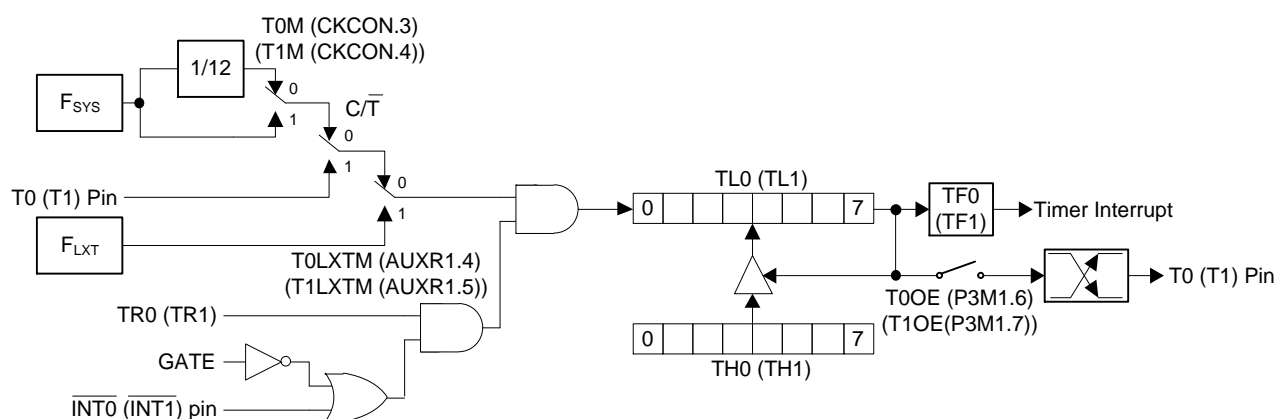 T0M (CKCON.3)
(T1M (CKCON.4))
1/12
FSYS
0
1
C/T̅
0
1
T0 (T1) Pin
0
1
FLXT
T0LXTM (AUXR1.4)
(T1LXTM (AUXR1.5))
TR0 (TR1)
GATE
I̅N̅T̅0̅ (I̅N̅T̅1̅) pin
TL0 (TL1)
0 7
TF0
(TF1)
Timer Interrupt
T0OE (P3M1.6)
(T1OE(P3M1.7))
T0 (T1) Pin
0 7
TH0 (TH1)